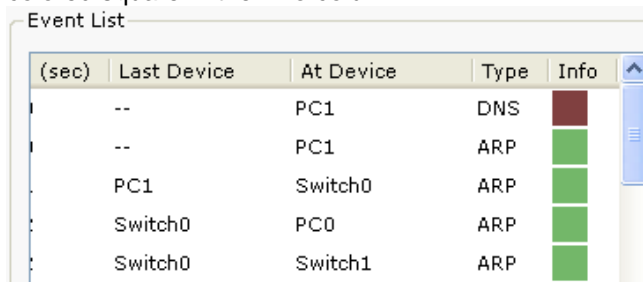 Event List
(sec) Last Device At Device Type Info
-- PC1 DNS
-- PC1 ARP
PC1 Switch0 ARP
Switch0 PC0 ARP
Switch0 Switch1 ARP